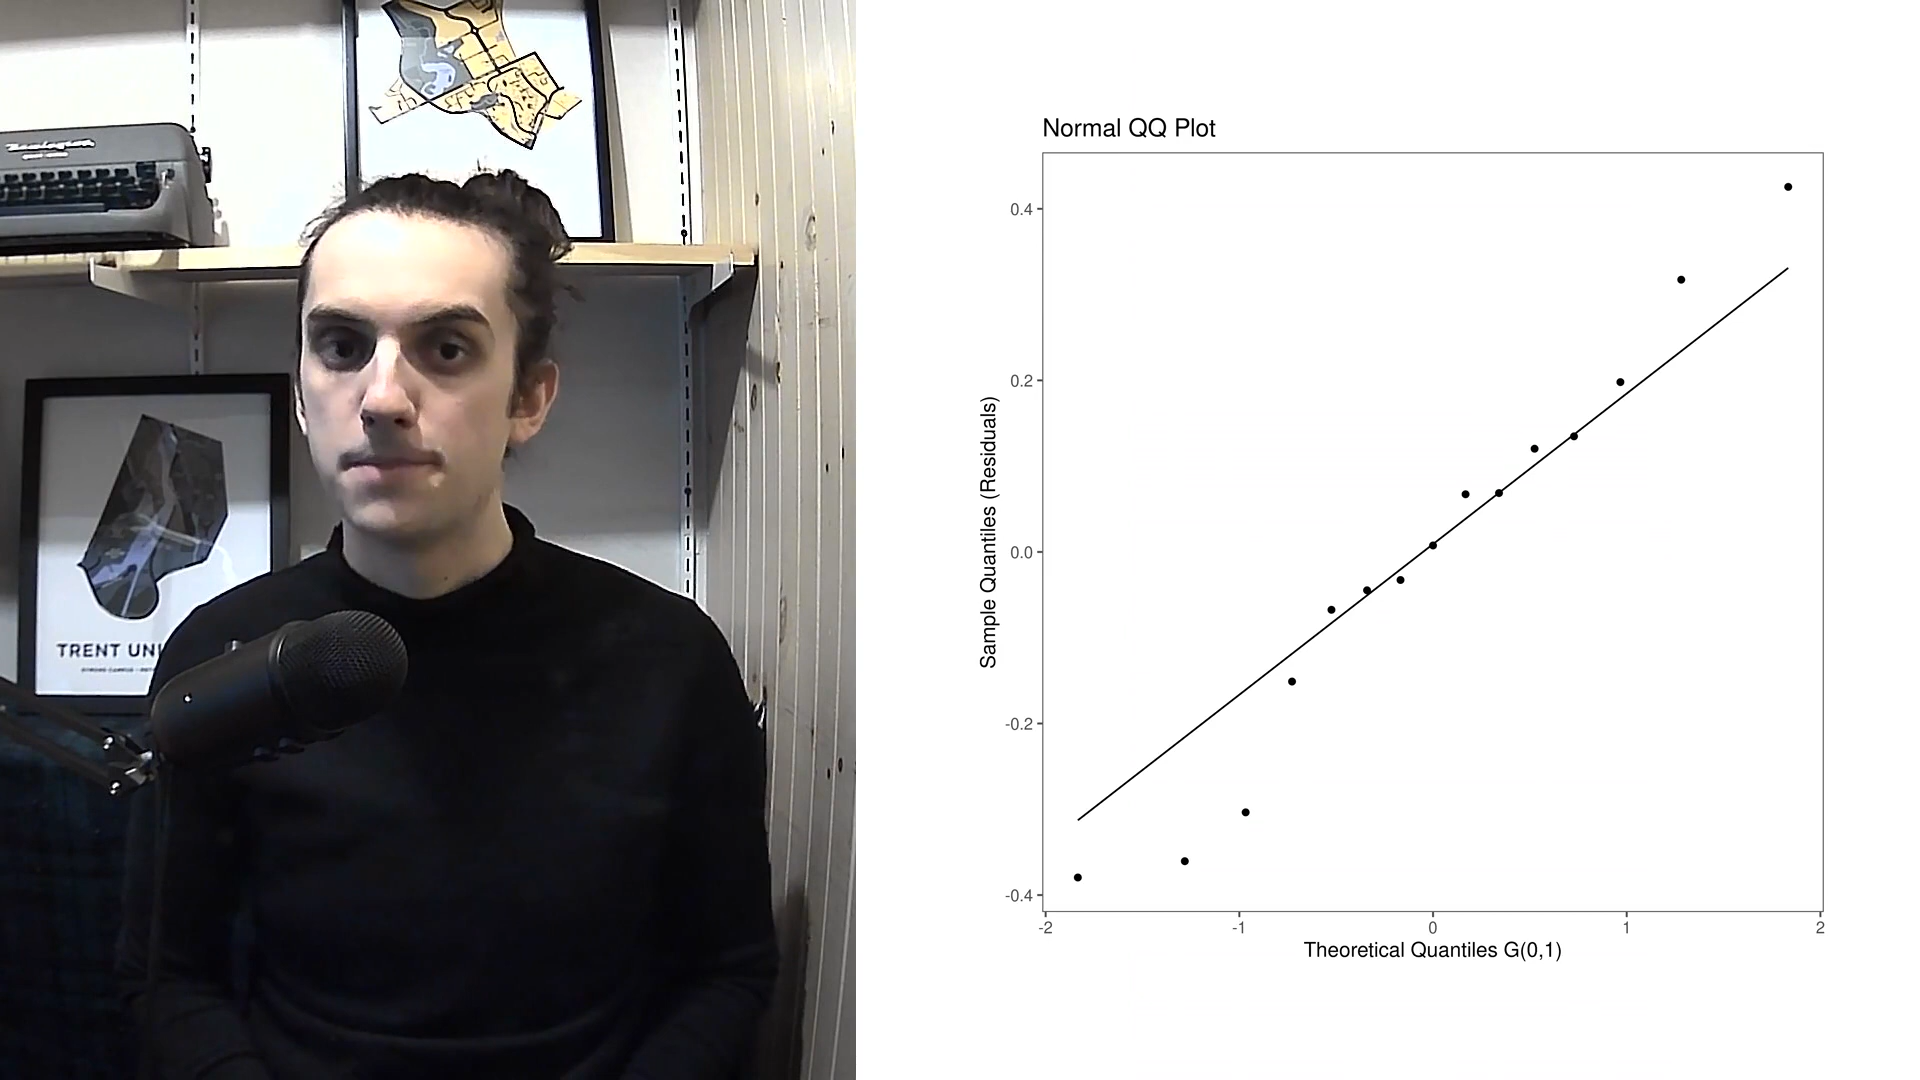 TRENT UNI
Normal QQ Plot
Sample Quantiles (Residuals)
0.4
0.2
0.0
-0.2
-0.4
-2
-1
0
1
2
Theoretical Quantiles G(0,1)